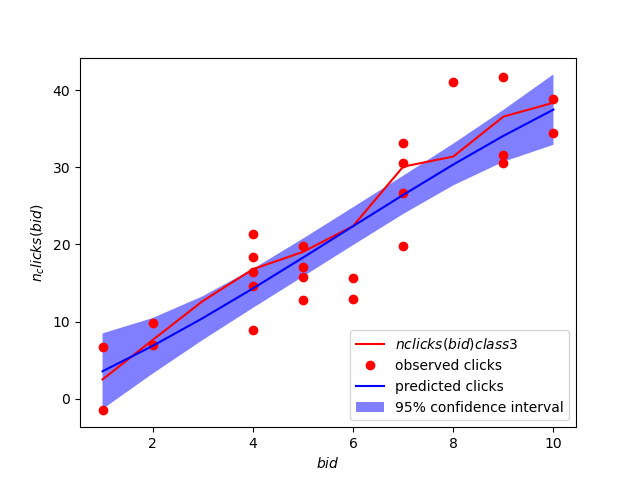 40
30
20
10
0
n_clicks(bid)
2
4
6
8
10
bid
nclicks(bid)class3
observed clicks
predicted clicks
95% confidence interval